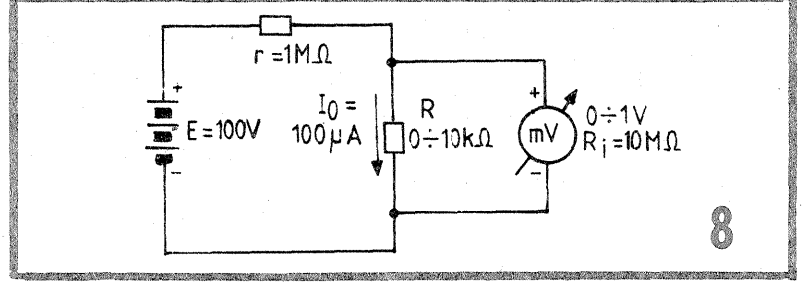 r = 1MΩ
+
E = 100V
−
I0 =
100μA
R
0÷10kΩ
+
mV
−
0÷1V
Ri = 10MΩ
8